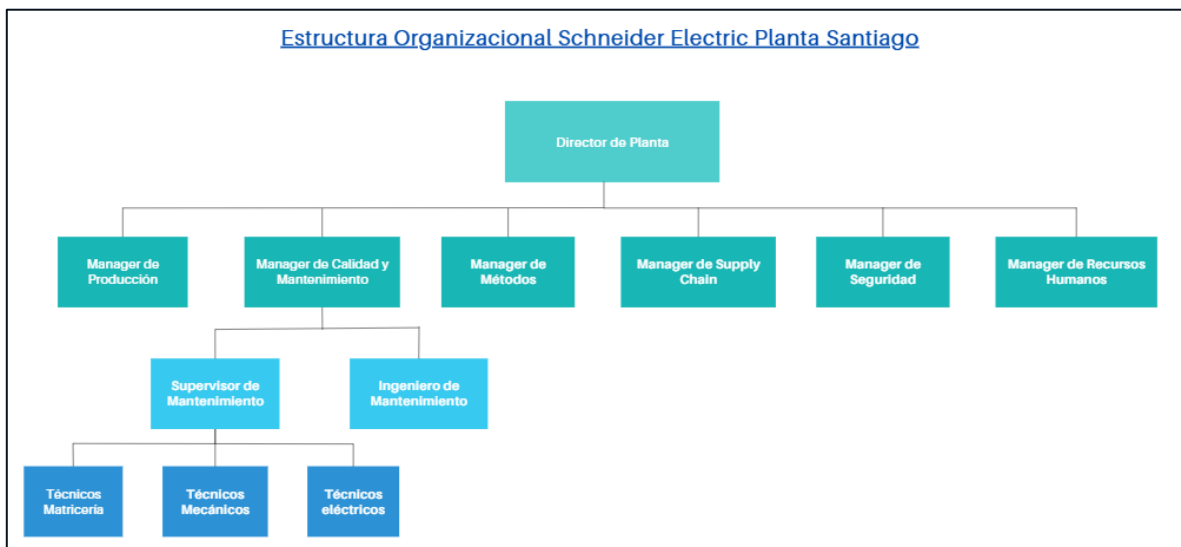 Estructura Organizacional Schneider Electric Planta Santiago
Director de Planta
Manager de
Producción
Manager de Calidad y
Mantenimiento
Manager de
Métodos
Manager de Supply
Chain
Manager de
Seguridad
Manager de Recursos
Humanos
Supervisor de
Mantenimiento
Ingeniero de
Mantenimiento
Técnicos
Matricería
Técnicos
Mecánicos
Técnicos
eléctricos